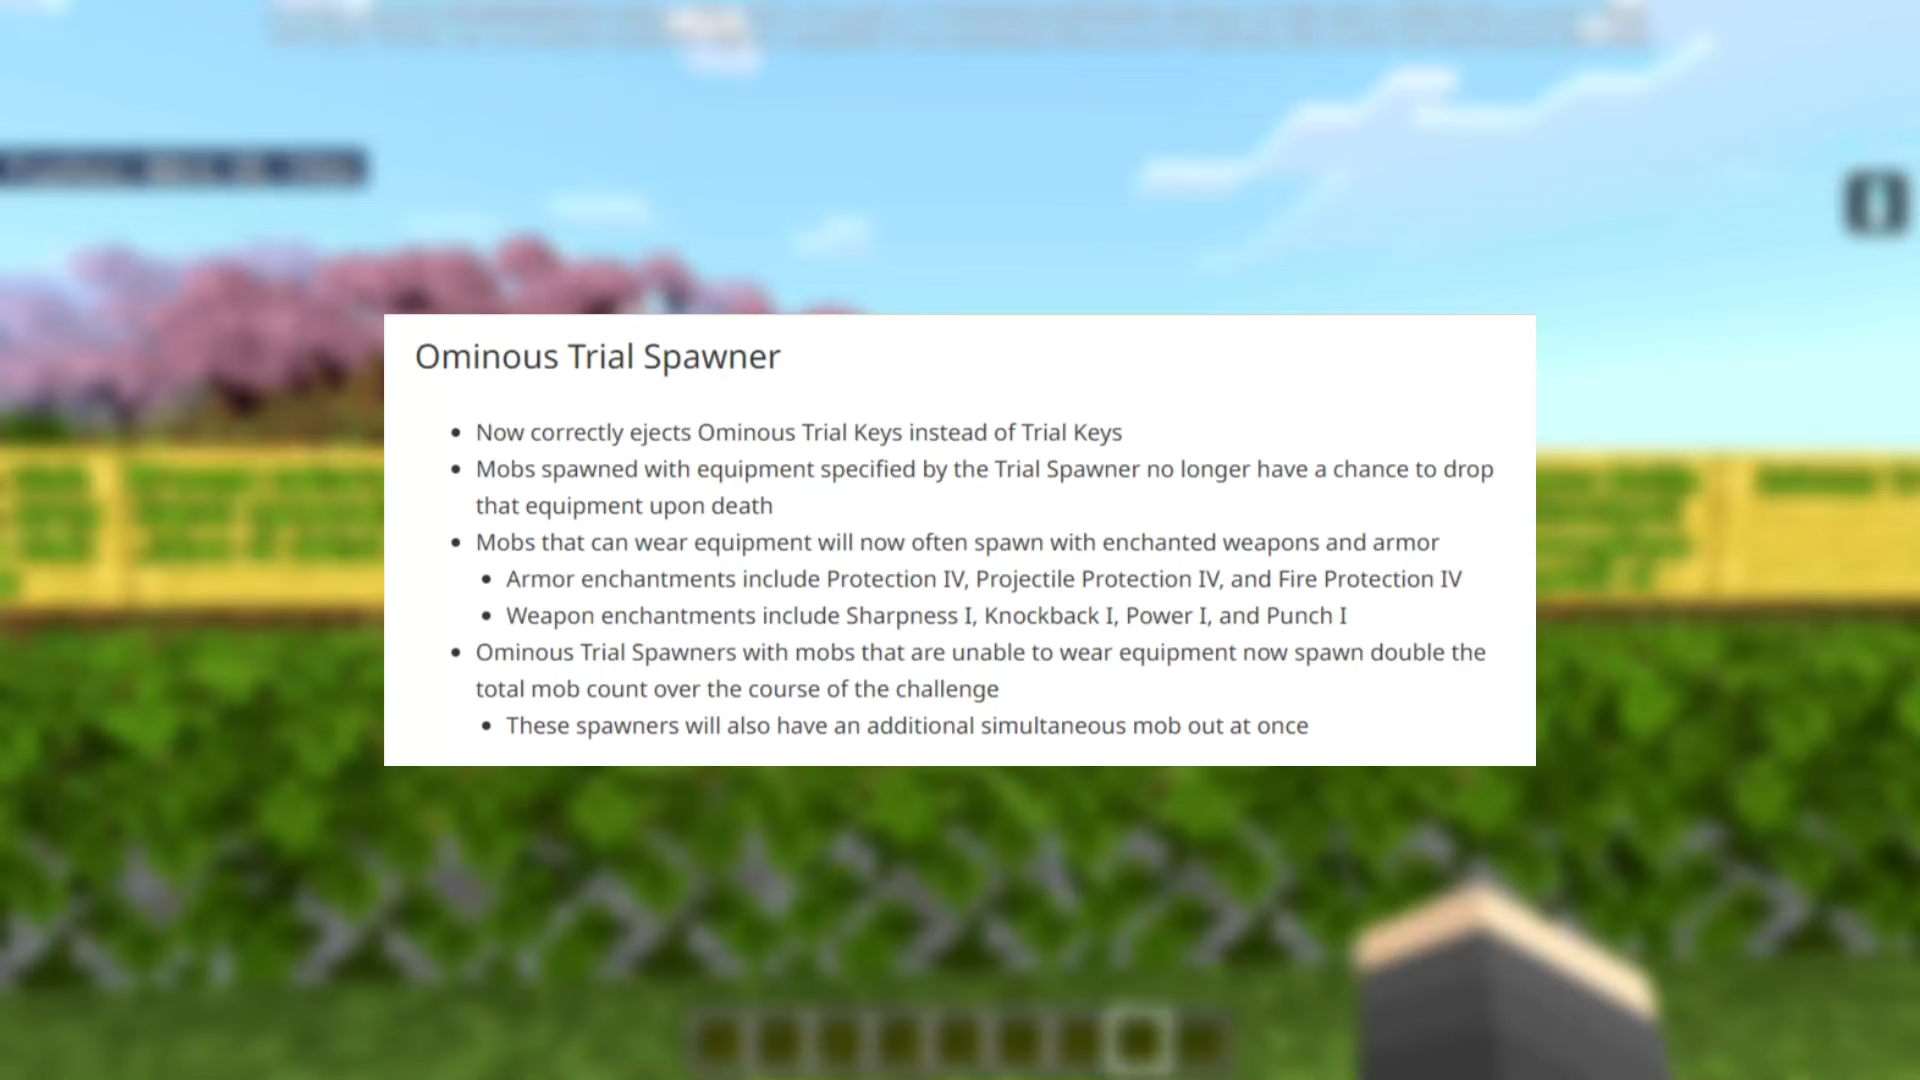 Ominous Trial Spawner
• Now correctly ejects Ominous Trial Keys instead of Trial Keys
• Mobs spawned with equipment specified by the Trial Spawner no longer have a chance to drop
that equipment upon death
• Mobs that can wear equipment will now often spawn with enchanted weapons and armor
• Armor enchantments include Protection IV, Projectile Protection IV, and Fire Protection IV
• Weapon enchantments include Sharpness I, Knockback I, Power I, and Punch I
• Ominous Trial Spawners with mobs that are unable to wear equipment now spawn double the
total mob count over the course of the challenge
• These spawners will also have an additional simultaneous mob out at once